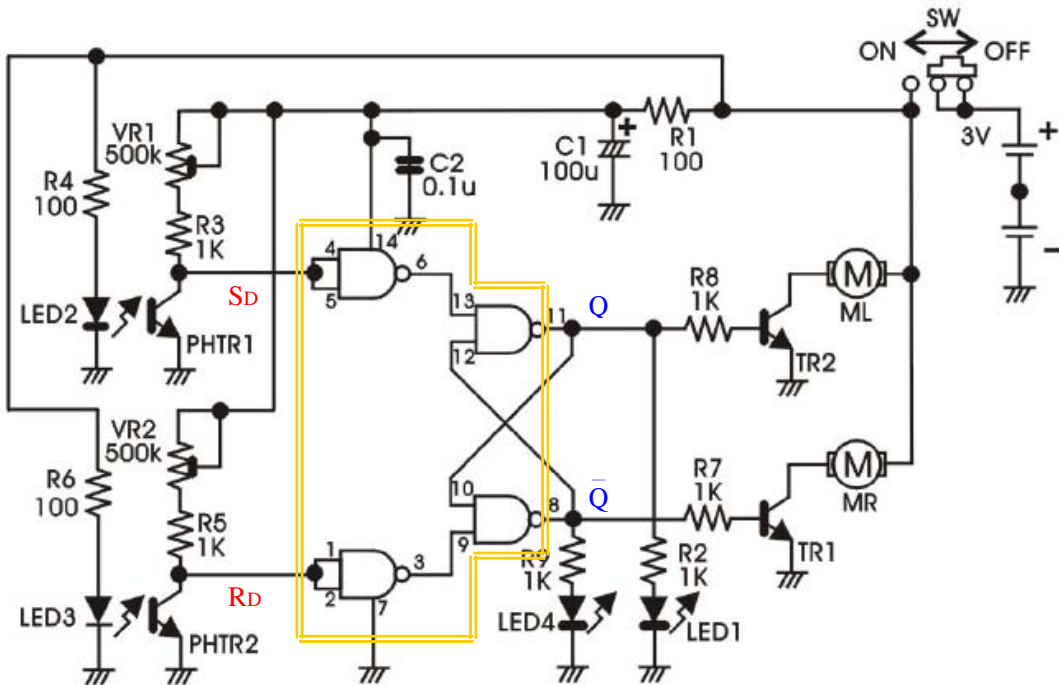 SW
ON OFF
3V
+
−
VR1
500k
R4
100
R3
1K
C2
0.1u
+
C1
100u
R1
100
14
4
5
6
SD
LED2
PHTR1
13
12
11
Q
R8
1K
M
ML
TR2
VR2
500k
R6
100
R5
1K
10
9
8
Q̄
R7
1K
M
MR
TR1
1
2
3
7
RD
LED3
PHTR2
R9
1K
R2
1K
LED4
LED1